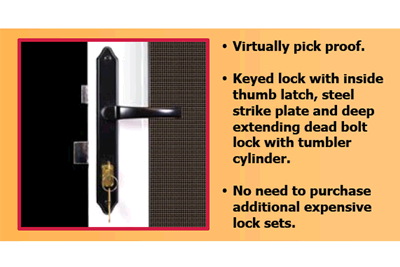 • Virtually pick proof.
• Keyed lock with inside
thumb latch, steel
strike plate and deep
extending dead bolt
lock with tumbler
cylinder.
• No need to purchase
additional expensive
lock sets.